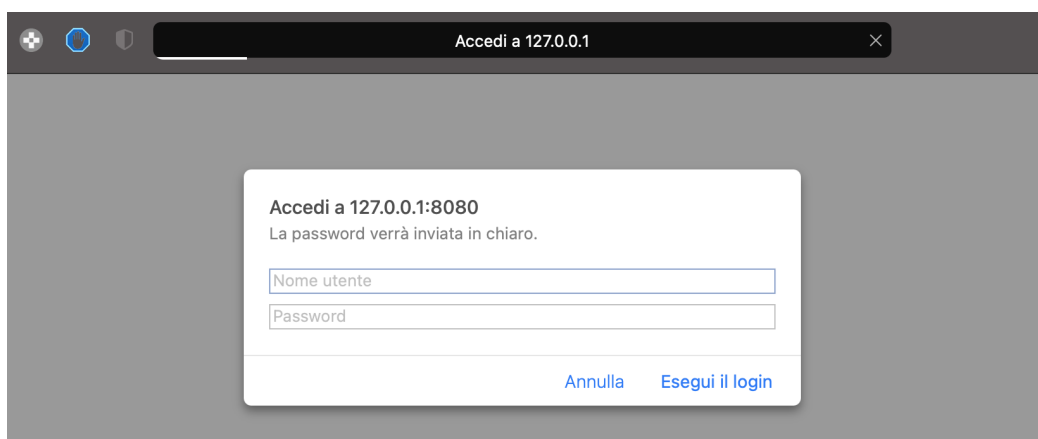 Accedi a 127.0.0.1
Accedi a 127.0.0.1:8080
La password verrà inviata in chiaro.
Nome utente
Password
Annulla Esegui il login